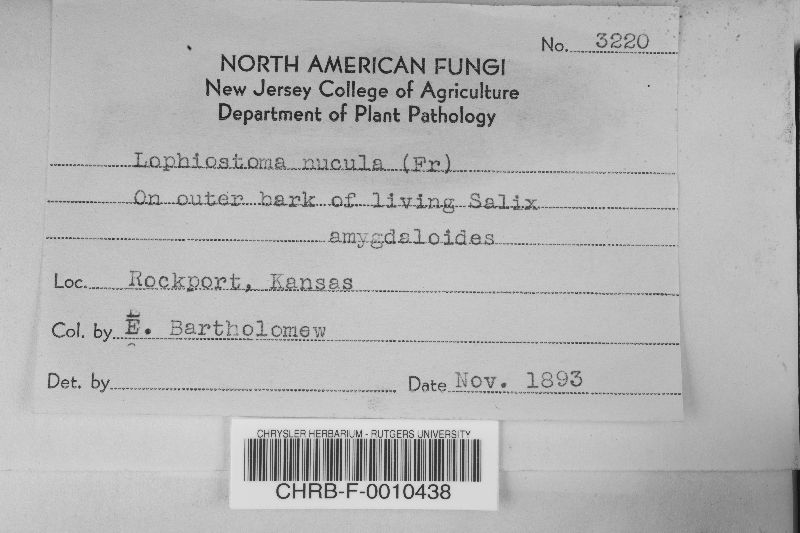 No. 3220
NORTH AMERICAN FUNGI
New Jersey College of Agriculture
Department of Plant Pathology
Lophiostoma nucula (Fr)
On outer bark of living Salix
amygdaloides
Loc. Rockport, Kansas
Col. by E. Bartholomew
Det. by
Date Nov. 1893
CHRYSLER HERBARIUM - RUTGERS UNIVERSITY
CHRB-F-0010438